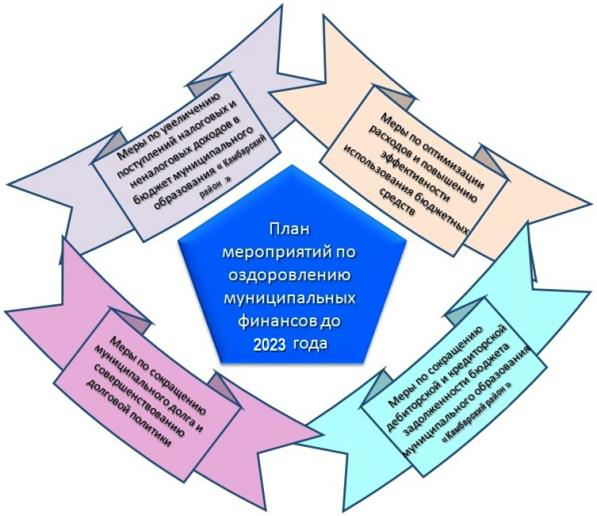 Меры по увеличению
поступлений налоговых и
неналоговых доходов в
бюджет муниципального
образования « Камбарский
район »
Меры по оптимизации
расходов и повышению
эффективности
использования бюджетных
средств
План
мероприятий по
оздоровлению
муниципальных
финансов до
2023 года
Меры по сокращению
муниципального долга и
совершенствованию
долговой политики
Меры по сокращению
дебиторской и кредиторской
задолженности бюджета
муниципального образования
«Камбарский район»